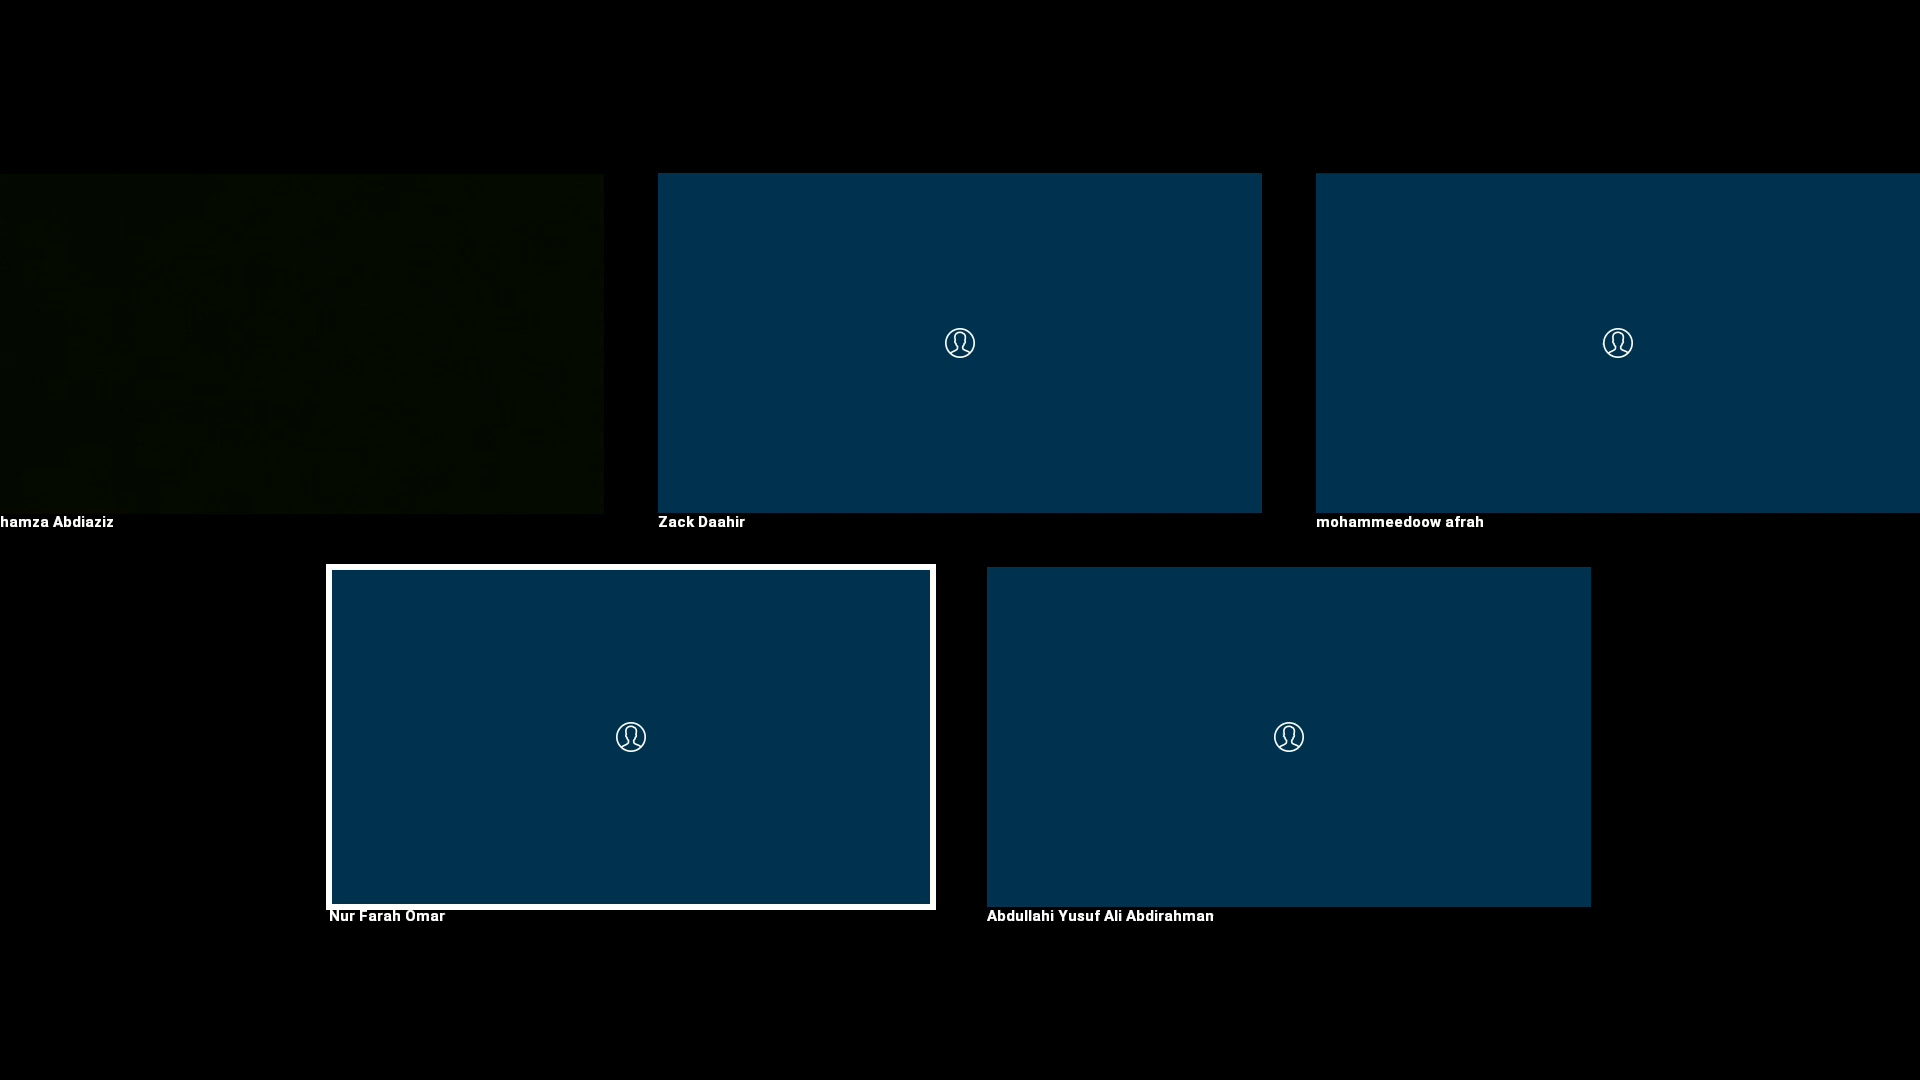 hamza Abdiaziz
Zack Daahir
mohammeedoow afrah
Nur Farah Omar
Abdullahi Yusuf Ali Abdirahman